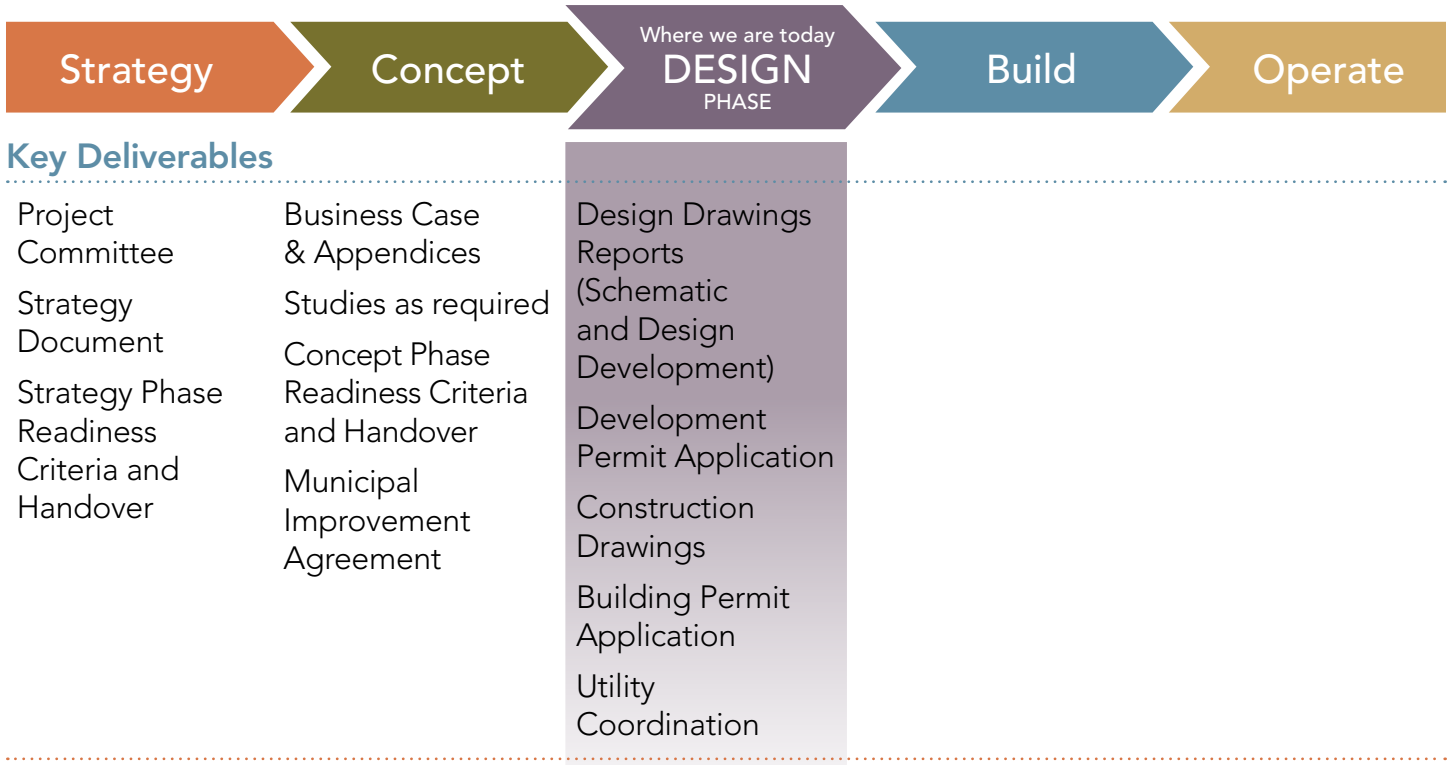 Strategy
Concept
Where we are today
DESIGN
PHASE
Build
Operate
Key Deliverables
Project
Committee
Strategy
Document
Strategy Phase
Readiness
Criteria and
Handover
Business Case
& Appendices
Studies as required
Concept Phase
Readiness Criteria
and Handover
Municipal
Improvement
Agreement
Design Drawings
Reports
(Schematic
and Design
Development)
Development
Permit Application
Construction
Drawings
Building Permit
Application
Utility
Coordination